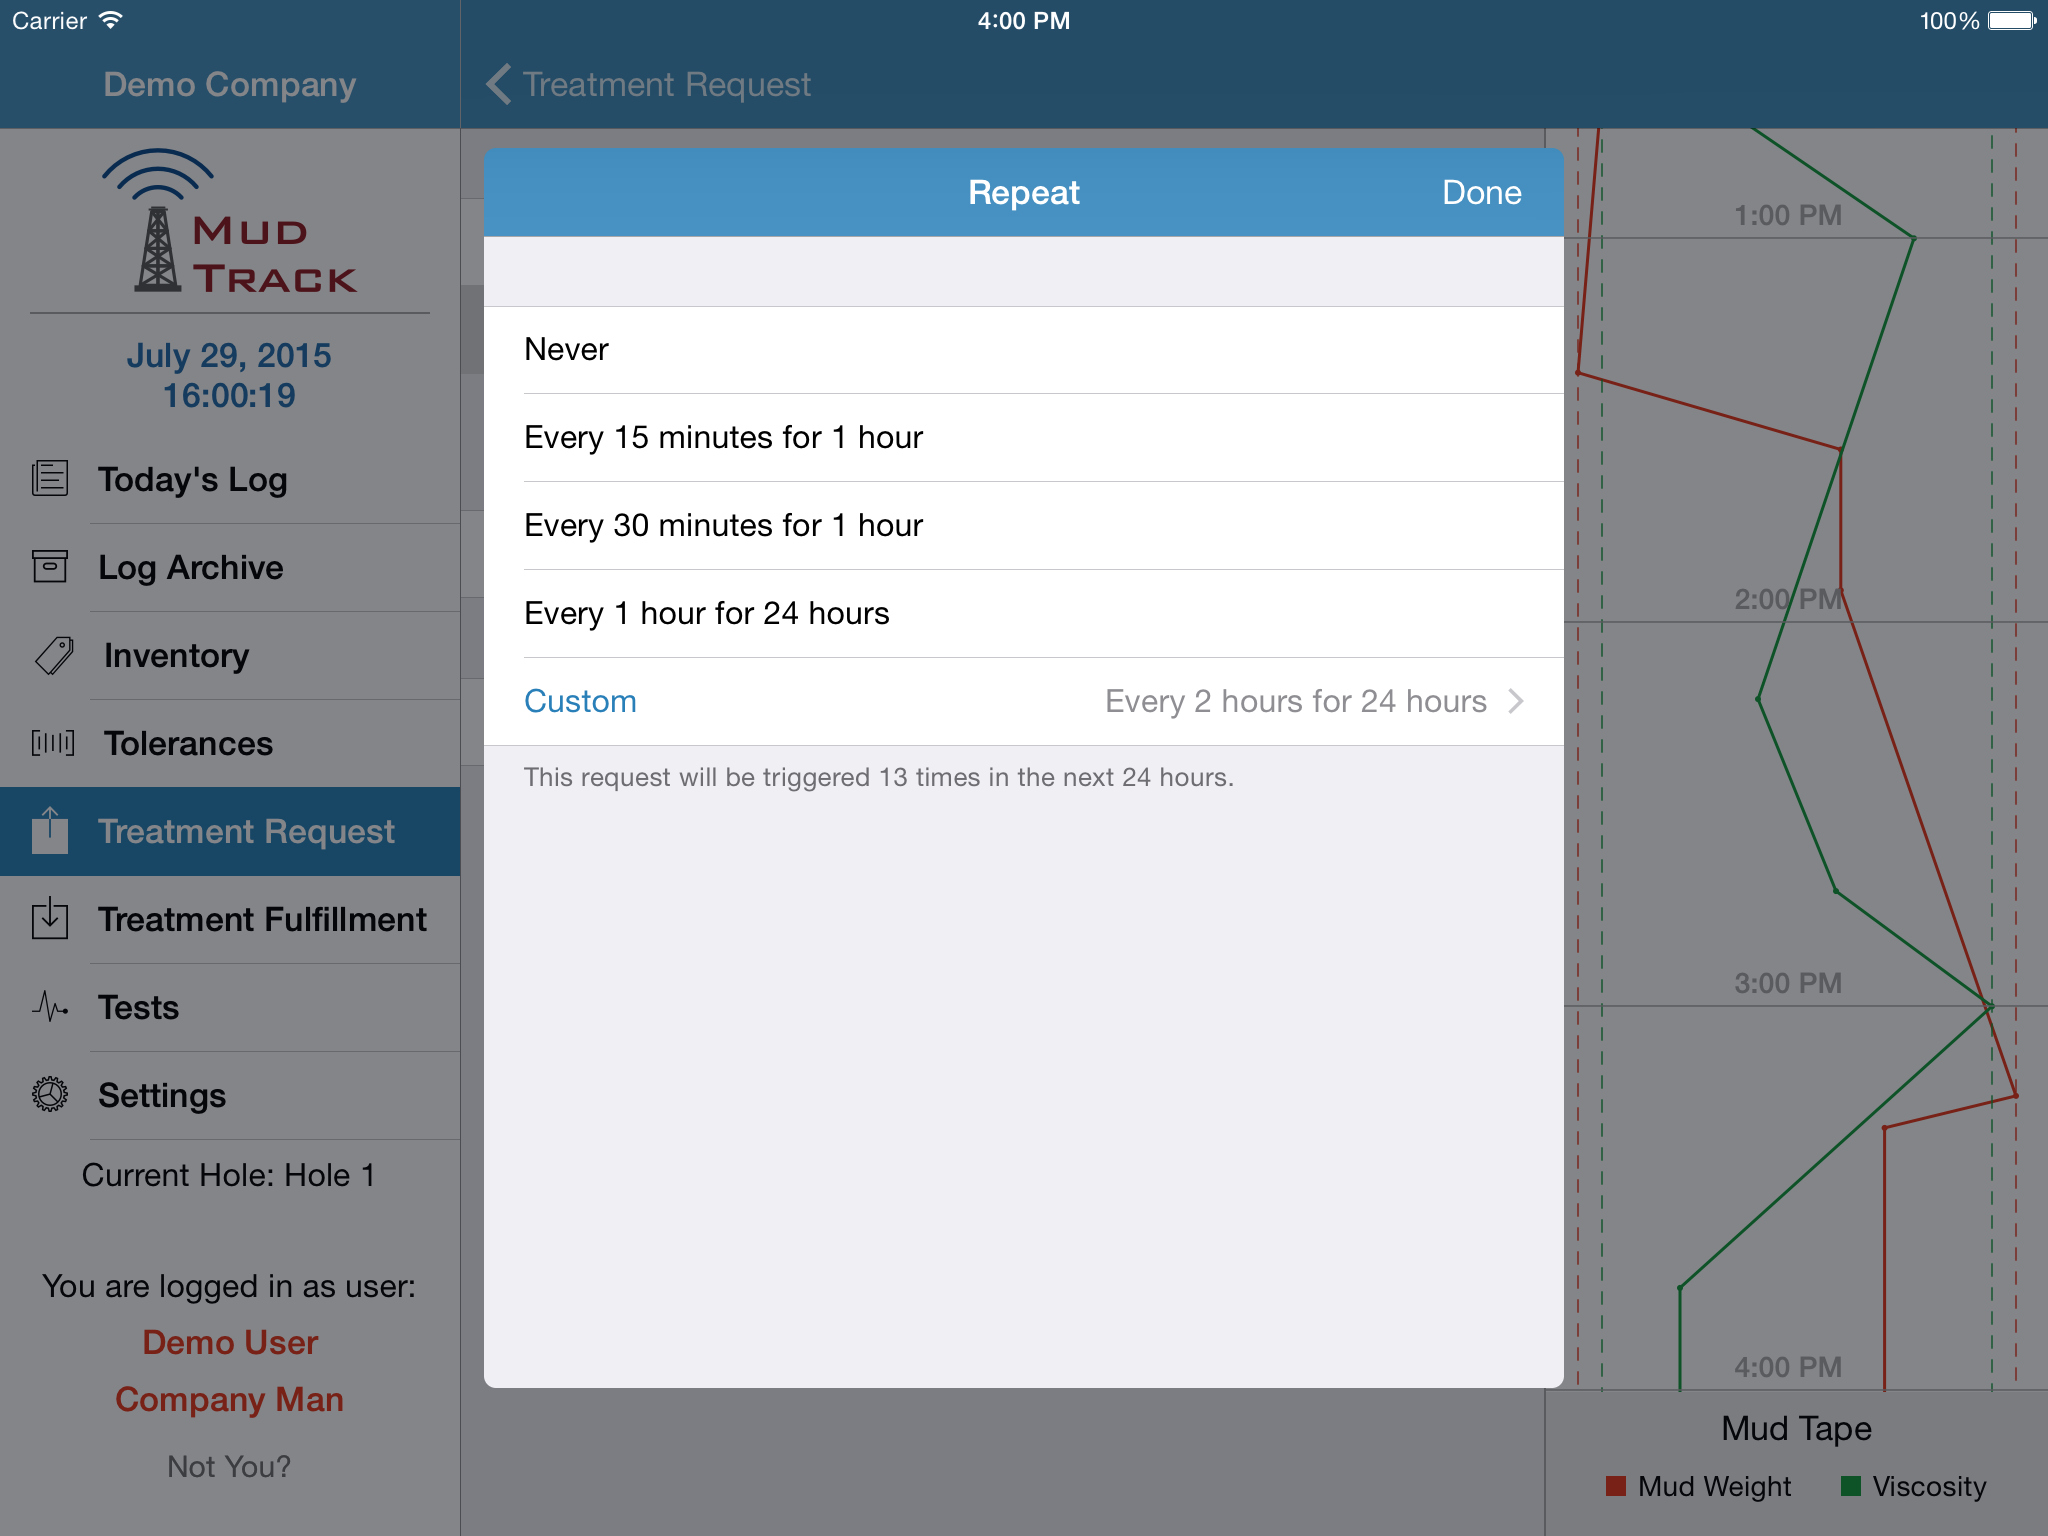 Carrier
4:00 PM
100%
Demo Company
Treatment Request
MUD
TRACK
July 29, 2015
16:00:19
Today's Log
Log Archive
Inventory
Tolerances
Treatment Request
Treatment Fulfillment
Tests
Settings
Current Hole: Hole 1
You are logged in as user:
Demo User
Company Man
Not You?
Repeat
Done
Never
Every 15 minutes for 1 hour
Every 30 minutes for 1 hour
Every 1 hour for 24 hours
Custom
Every 2 hours for 24 hours
This request will be triggered 13 times in the next 24 hours.
1:00 PM
2:00 PM
3:00 PM
4:00 PM
Mud Tape
Mud Weight
Viscosity